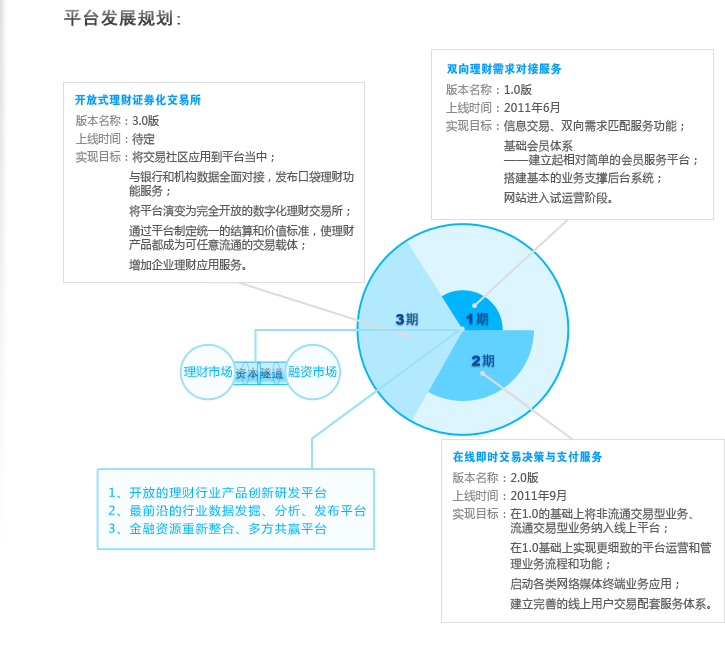 平台发展规划：
双向理财需求对接服务
版本名称：1.0版
上线时间：2011年6月
实现目标：信息交易、双向需求匹配服务功能；
基础会员体系
——建立起相对简单的会员服务平台；
搭建基本的业务支撑后台系统；
网站进入试运营阶段。
开放式理财证券化交易所
版本名称：3.0版
上线时间：待定
实现目标：将交易社区应用到平台当中；
与银行和机构数据全面对接，发布口袋理财功
能服务；
将平台演变为完全开放的数字化理财交易所；
通过平台制定统一的结算和价值标准，使理财
产品都成为可任意流通的交易载体；
增加企业理财应用服务。
3期
1期
2期
理财市场
资本隧道
融资市场
在线即时交易决策与支付服务
版本名称：2.0版
上线时间：2011年9月
实现目标：在1.0的基础上将非流通交易型业务、
流通交易型业务纳入线上平台；
在1.0基础上实现更细致的平台运营和管
理业务流程和功能；
启动各类网络媒体终端业务应用；
建立完善的线上用户交易配套服务体系。
1、开放的理财行业产品创新研发平台
2、最前沿的行业数据发掘、分析、发布平台
3、金融资源重新整合、多方共赢平台